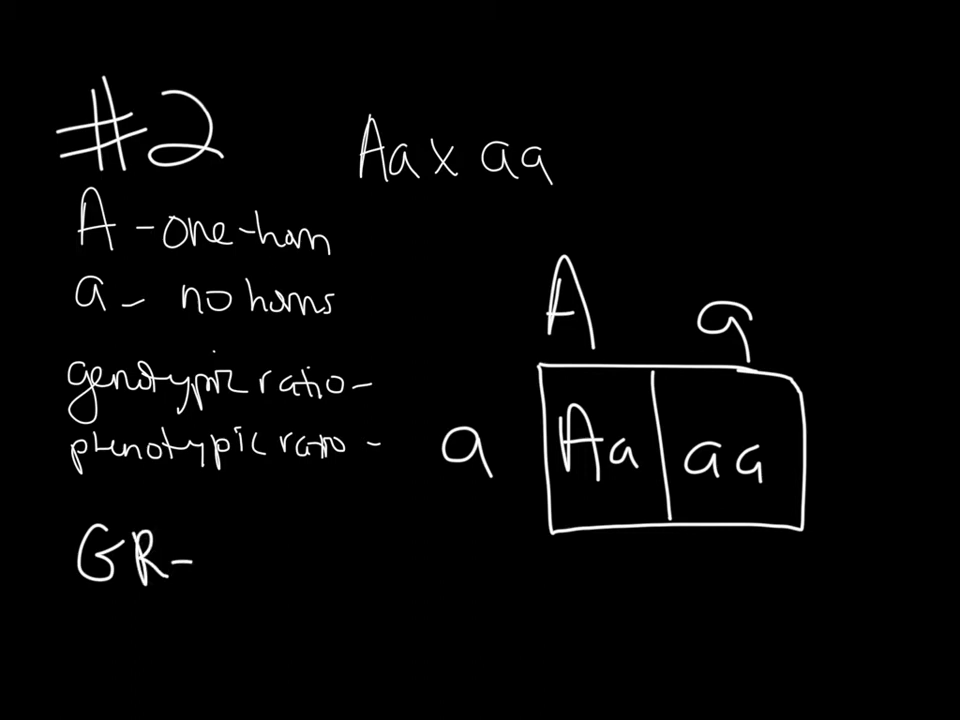 #2
Aa x aa
A - one-horn
a - no horns
genotypic ratio -
phenotypic ratio -
GR -
A a
a Aa aa